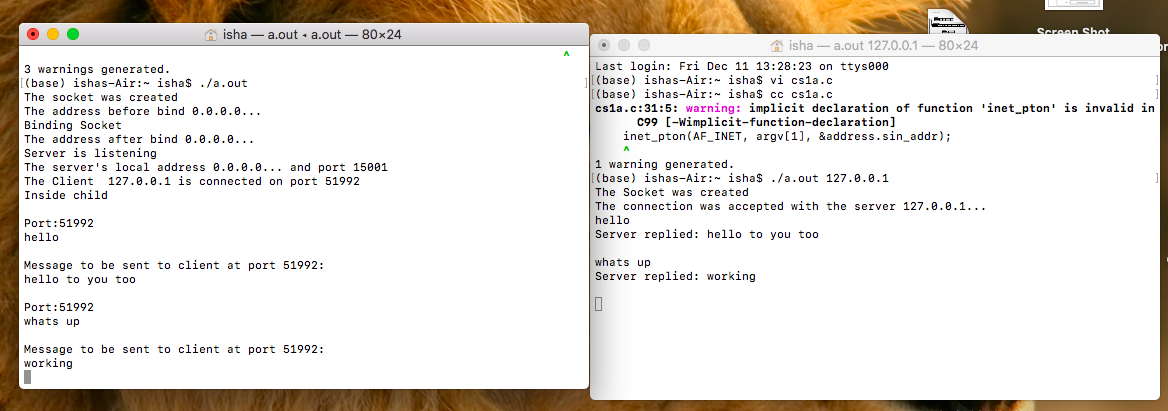 isha — a.out ◂ a.out — 80×24
3 warnings generated.
(base) ishas-Air:~ isha$ ./a.out
The socket was created
The address before bind 0.0.0.0...
Binding Socket
The address after bind 0.0.0.0...
Server is listening
The server's local address 0.0.0.0... and port 15001
The Client  127.0.0.1 is connected on port 51992
Inside child
Port:51992
hello
Message to be sent to client at port 51992:
hello to you too
Port:51992
whats up
Message to be sent to client at port 51992:
working
Screen Shot
isha — a.out 127.0.0.1 — 80×24
Last login: Fri Dec 11 13:28:23 on ttys000
(base) ishas-Air:~ isha$ vi cs1a.c
(base) ishas-Air:~ isha$ cc cs1a.c
cs1a.c:31:5: warning: implicit declaration of function 'inet_pton' is invalid in
C99 [-Wimplicit-function-declaration]
inet_pton(AF_INET, argv[1], &address.sin_addr);
^
1 warning generated.
(base) ishas-Air:~ isha$ ./a.out 127.0.0.1
The Socket was created
The connection was accepted with the server 127.0.0.1...
hello
Server replied: hello to you too
whats up
Server replied: working